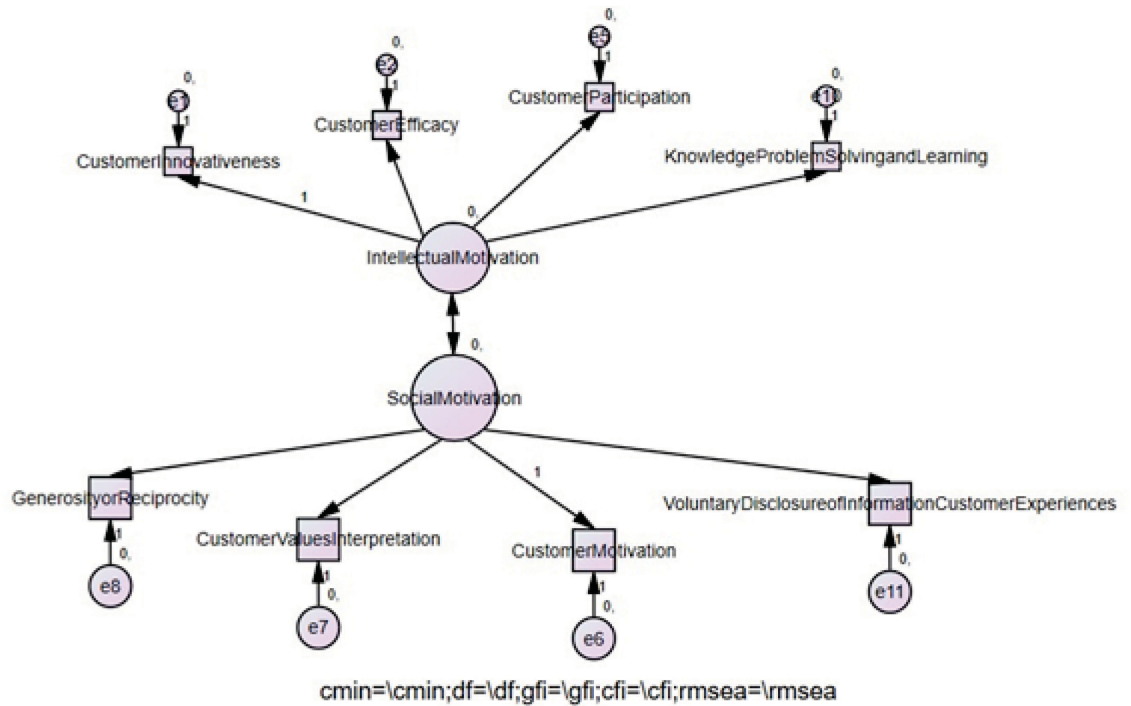 0,
e5
0,
e2
1
0,
e1
0,
e10
1
CustomerParticipation
1
CustomerEfficacy
1
CustomerInnovativeness
KnowledgeProblemSolvingandLearning
1
0,
IntellectualMotivation
0,
SocialMotivation
1
GenerosityorReciprocity
VoluntaryDisclosureofInformationCustomerExperiences
CustomerValuesInterpretation
CustomerMotivation
1
0,
1
0,
1
0,
1
0,
e8
e7
e6
e11
cmin=\cmin;df=\df;gfi=\gfi;cfi=\cfi;rmsea=\rmsea